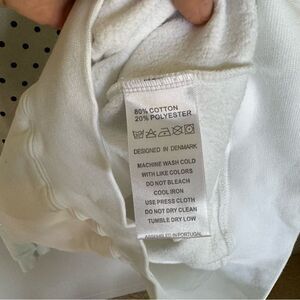 80% COTTON
20% POLYESTER
DESIGNED IN DENMARK
MACHINE WASH COLD
WITH LIKE COLORS
DO NOT BLEACH
COOL IRON
USE PRESS CLOTH
DO NOT DRY CLEAN
TUMBLE DRY LOW
ASSEMBLED IN PORTUGAL